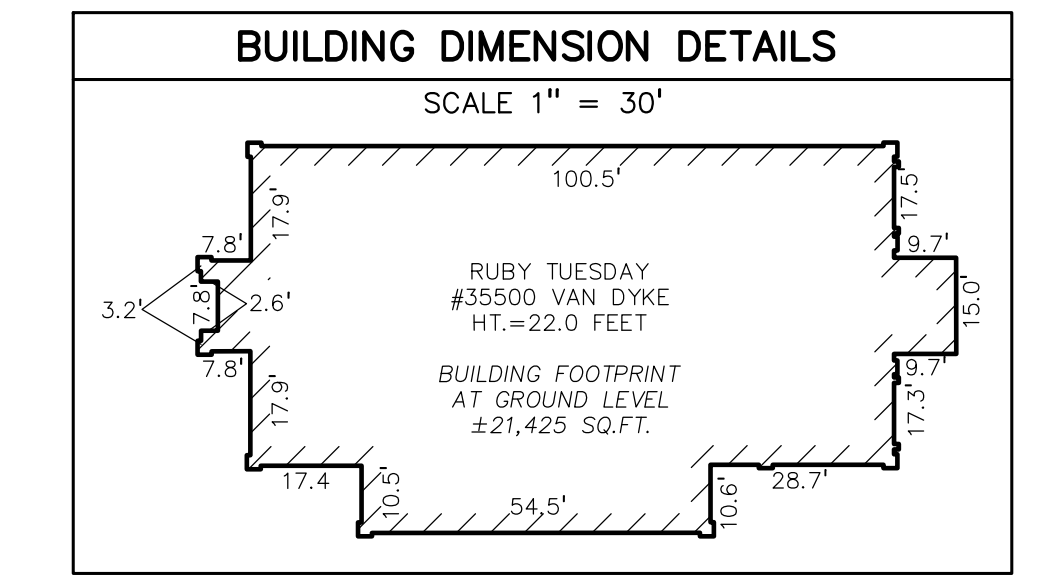 BUILDING DIMENSION DETAILS
SCALE 1" = 30'
100.5'
17.9'
17.5'
7.8'
9.7'
RUBY TUESDAY
#35500 VAN DYKE
HT.=22.0 FEET
3.2'
7.8'
2.6'
15.0'
7.8'
9.7'
BUILDING FOOTPRINT
AT GROUND LEVEL
±21,425 SQ.FT.
17.9'
17.3'
17.4
28.7'
10.5'
54.5'
10.6'